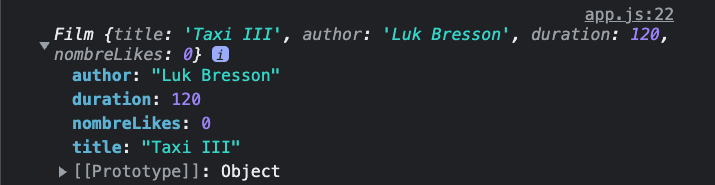 app.js:22
Film {title: 'Taxi III', author: 'Luk Bresson', duration: 120,
nombreLikes: 0} i
author: "Luk Bresson"
duration: 120
nombreLikes: 0
title: "Taxi III"
[[Prototype]]: Object